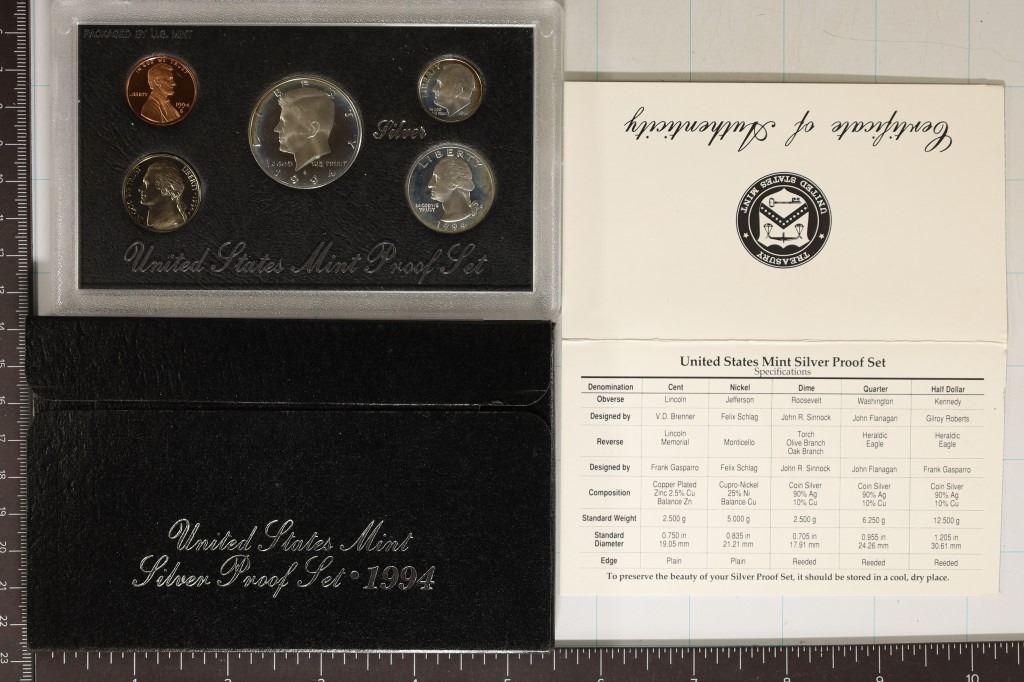 PACKAGED BY U.S. MINT
LIBERTY
1994
S
LIBERTY
IN GOD WE TRUST
1994
Silver
LIBERTY
LIBERTY
IN GOD WE
TRUST
1994
United States Mint Proof Set
United States Mint
Silver Proof Set • 1994
Certificate of Authenticity
UNITED STATES MINT
TREASURY
United States Mint Silver Proof Set
Specifications
Denomination Cent Nickel Dime Quarter Half Dollar
Obverse Lincoln Jefferson Roosevelt Washington Kennedy
Designed by V.D. Brenner Felix Schlag John R. Sinnock John Flanagan Gilroy Roberts
Reverse Lincoln Memorial Monticello Torch Olive Branch Oak Branch Heraldic Eagle Heraldic Eagle
Designed by Frank Gasparro Felix Schlag John R. Sinnock John Flanagan Frank Gasparro
Composition Copper Plated Zinc 2.5% Cu Balance Zn Cupro-Nickel 25% Ni Balance Cu Coin Silver 90% Ag 10% Cu Coin Silver 90% Ag 10% Cu Coin Silver 90% Ag 10% Cu
Standard Weight 2.500 g 5.000 g 2.500 g 6.250 g 12.500 g
Standard Diameter 0.750 in 19.05 mm 0.835 in 21.21 mm 0.705 in 17.91 mm 0.955 in 24.26 mm 1.205 in 30.61 mm
Edge Plain Plain Reeded Reeded Reeded
To preserve the beauty of your Silver Proof Set, it should be stored in a cool, dry place.